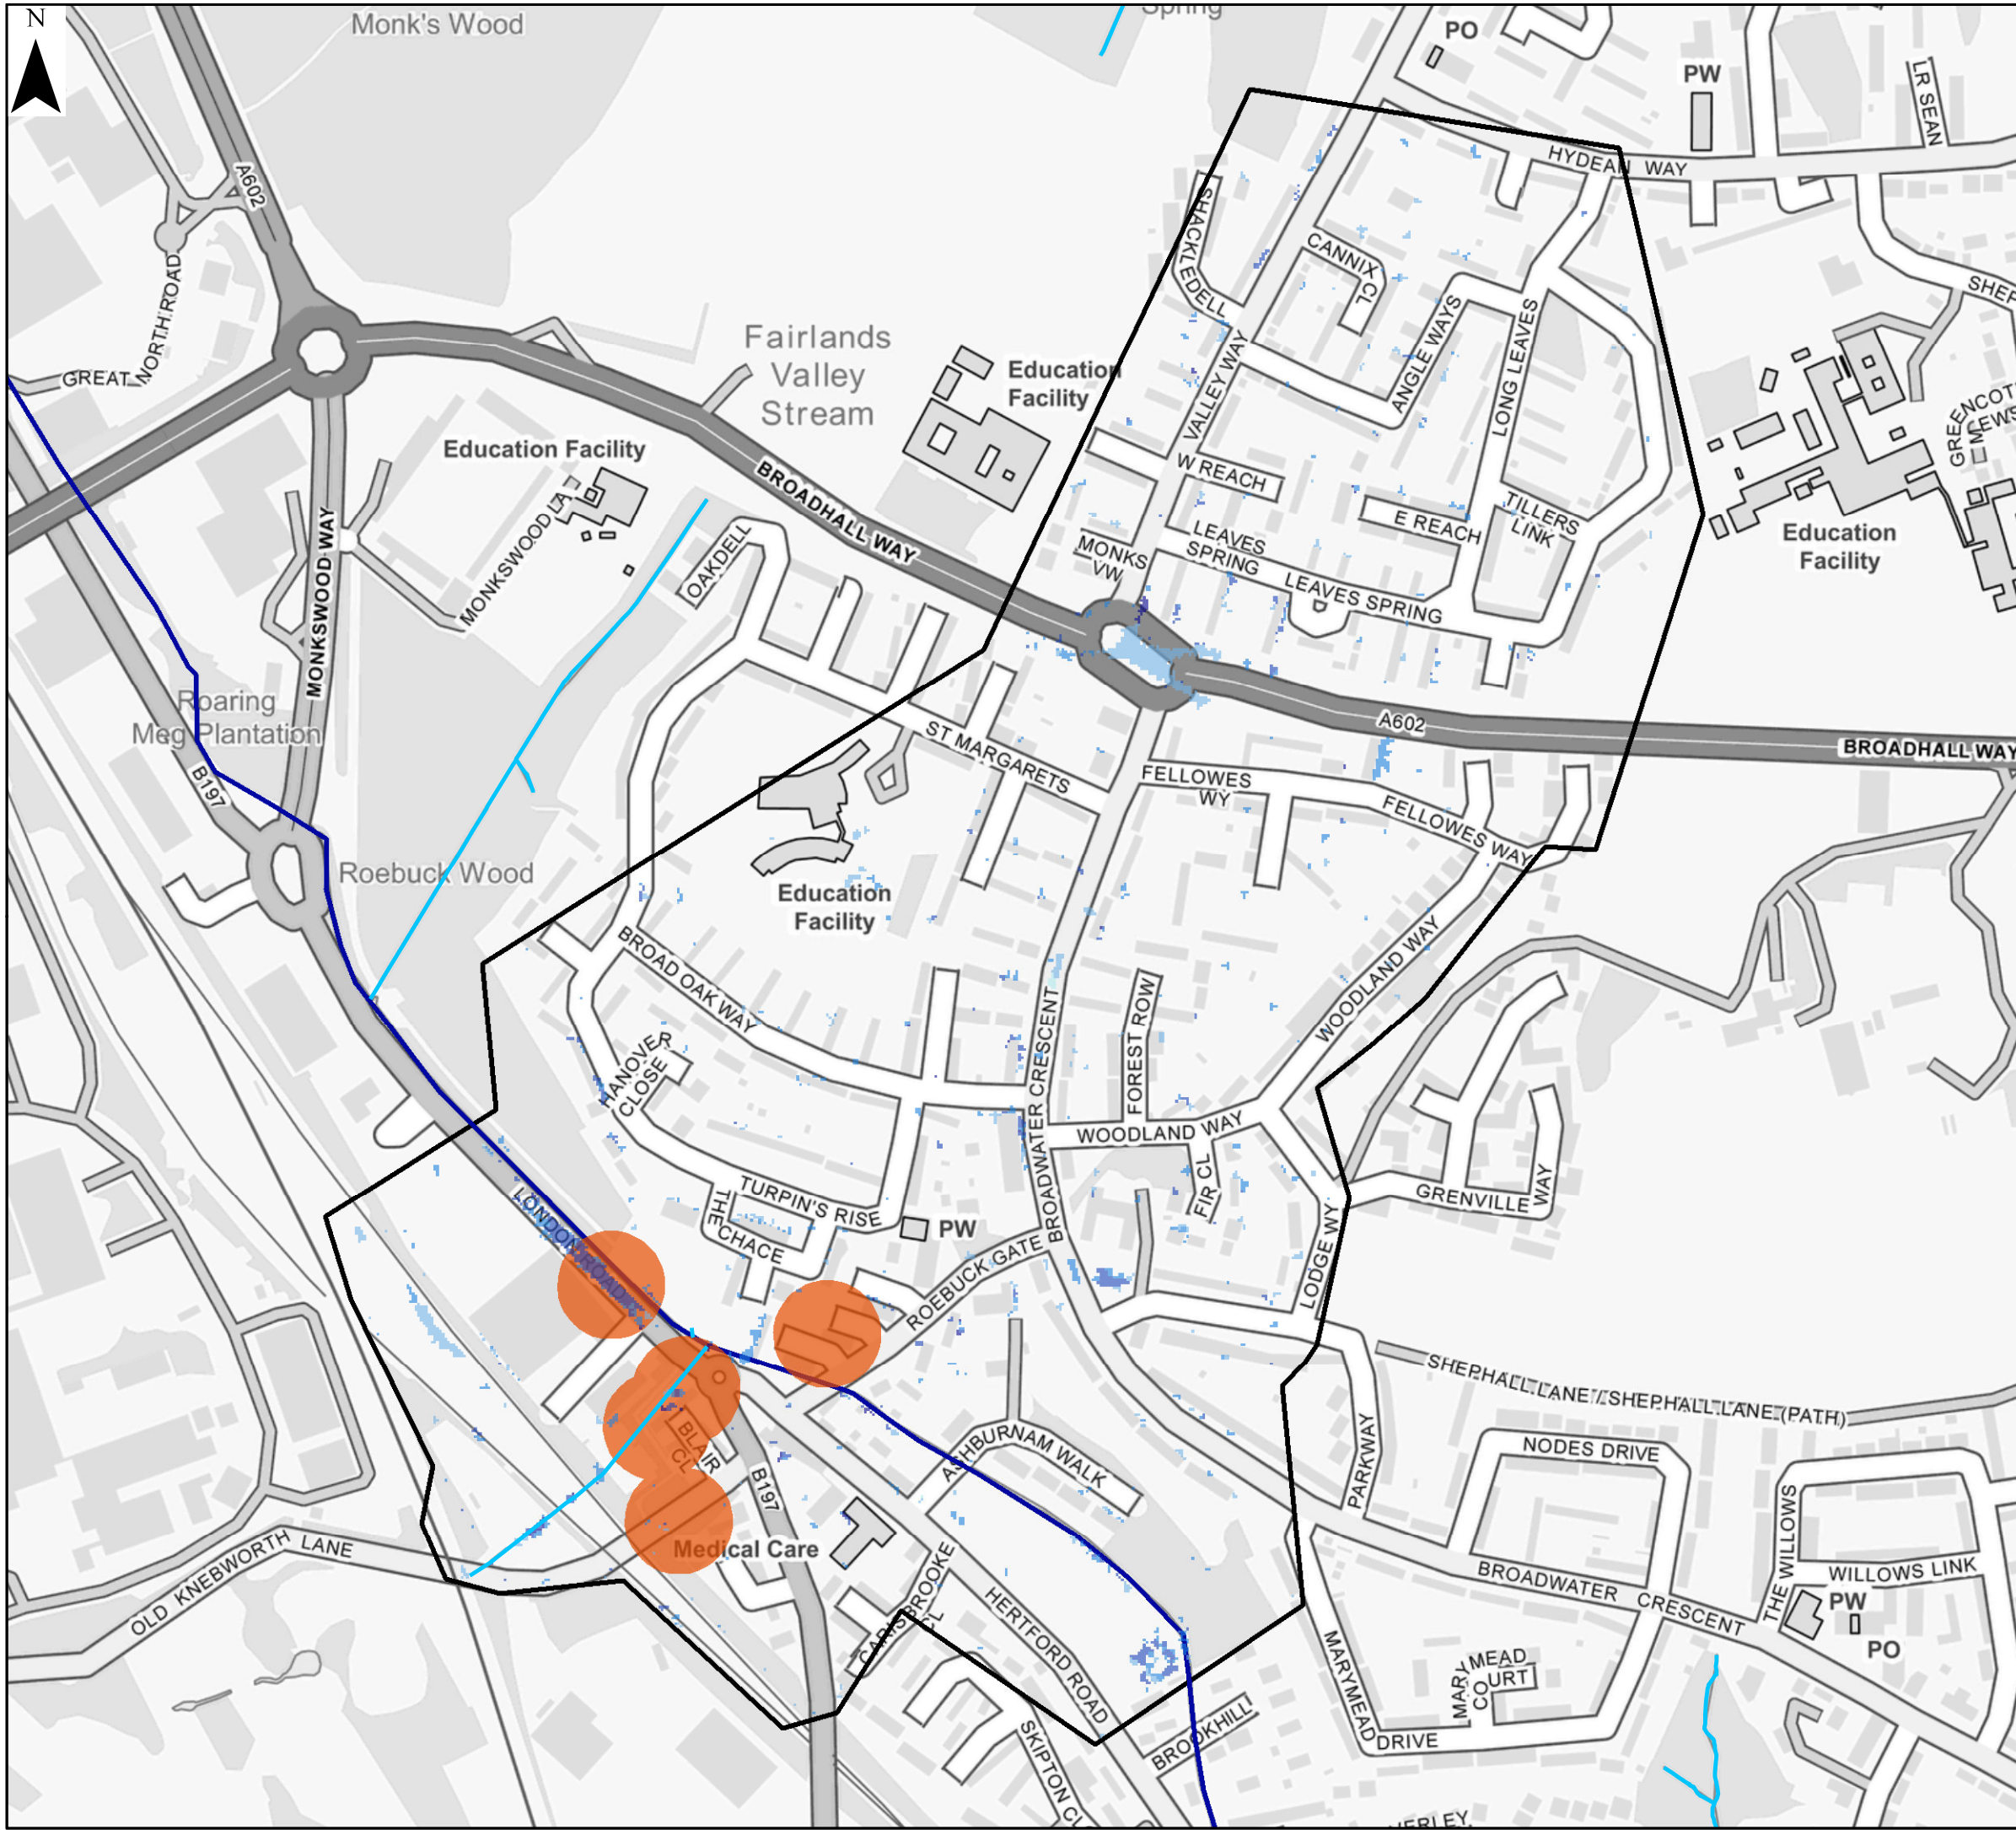 N
Monk's Wood
Spring
PO
PW
LR SEAN
A602
HYDEAN WAY
SHACKLEDELL
CANNIX
CL
GREAT NORTH ROAD
Fairlands
Valley
Stream
Education
Facility
VALLEY WAY
ANGLE WAYS
LONG LEAVES
Education Facility
MONKSWOOD LA
BROADHALL WAY
W REACH
E REACH
TILLERS
LINK
Education
Facility
MONKS
VW
LEAVES
SPRING
LEAVES SPRING
OAKDELL
MONKSWOOD WAY
Roaring
Meg Plantation
B197
A602
BROADHALL WAY
ST MARGARETS
FELLOWES
WY
FELLOWES WAY
Roebuck Wood
Education
Facility
BROAD OAK WAY
WOODLAND WAY
HANOVER
CLOSE
BROADWATER CRESCENT
FOREST ROW
WOODLAND WAY
FIR CL
GRENVILLE WAY
LONDON ROAD
TURPIN'S RISE
THE CHACE
PW
ROEBUCK GATE
LODGE WY
SHEPHALL LANE / SHEPHALL LANE (PATH)
BLAIR
CL
B197
ASHBURNAM WALK
PARKWAY
NODES DRIVE
Medical Care
OLD KNEBWORTH LANE
CARISBROOKE
CL
HERTFORD ROAD
BROADWATER CRESCENT
THE WILLOWS
WILLOWS LINK
PW
PO
MARYMEAD
DRIVE
MARYMEAD
COURT
BROOKHILL
SKIPTON CL